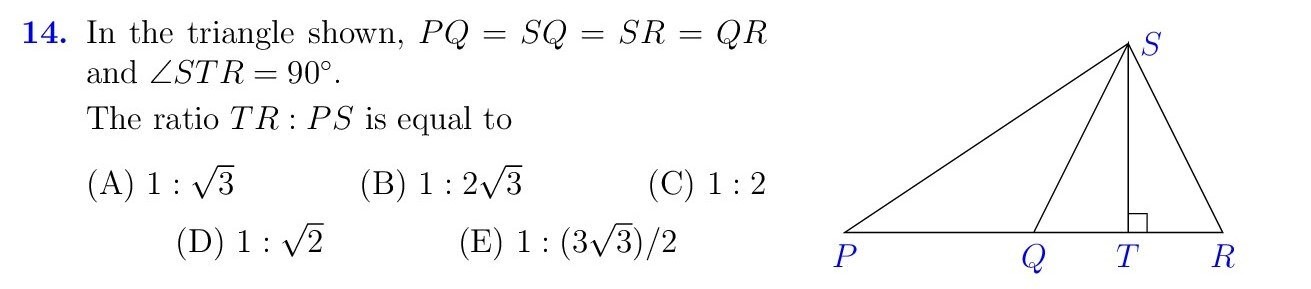 14. In the triangle shown, PQ = SQ = SR = QR
and ∠STR = 90°.
The ratio TR : PS is equal to
(A) 1 : √3 (B) 1 : 2√3 (C) 1 : 2
(D) 1 : √2 (E) 1 : (3√3)/2
S
P Q T R